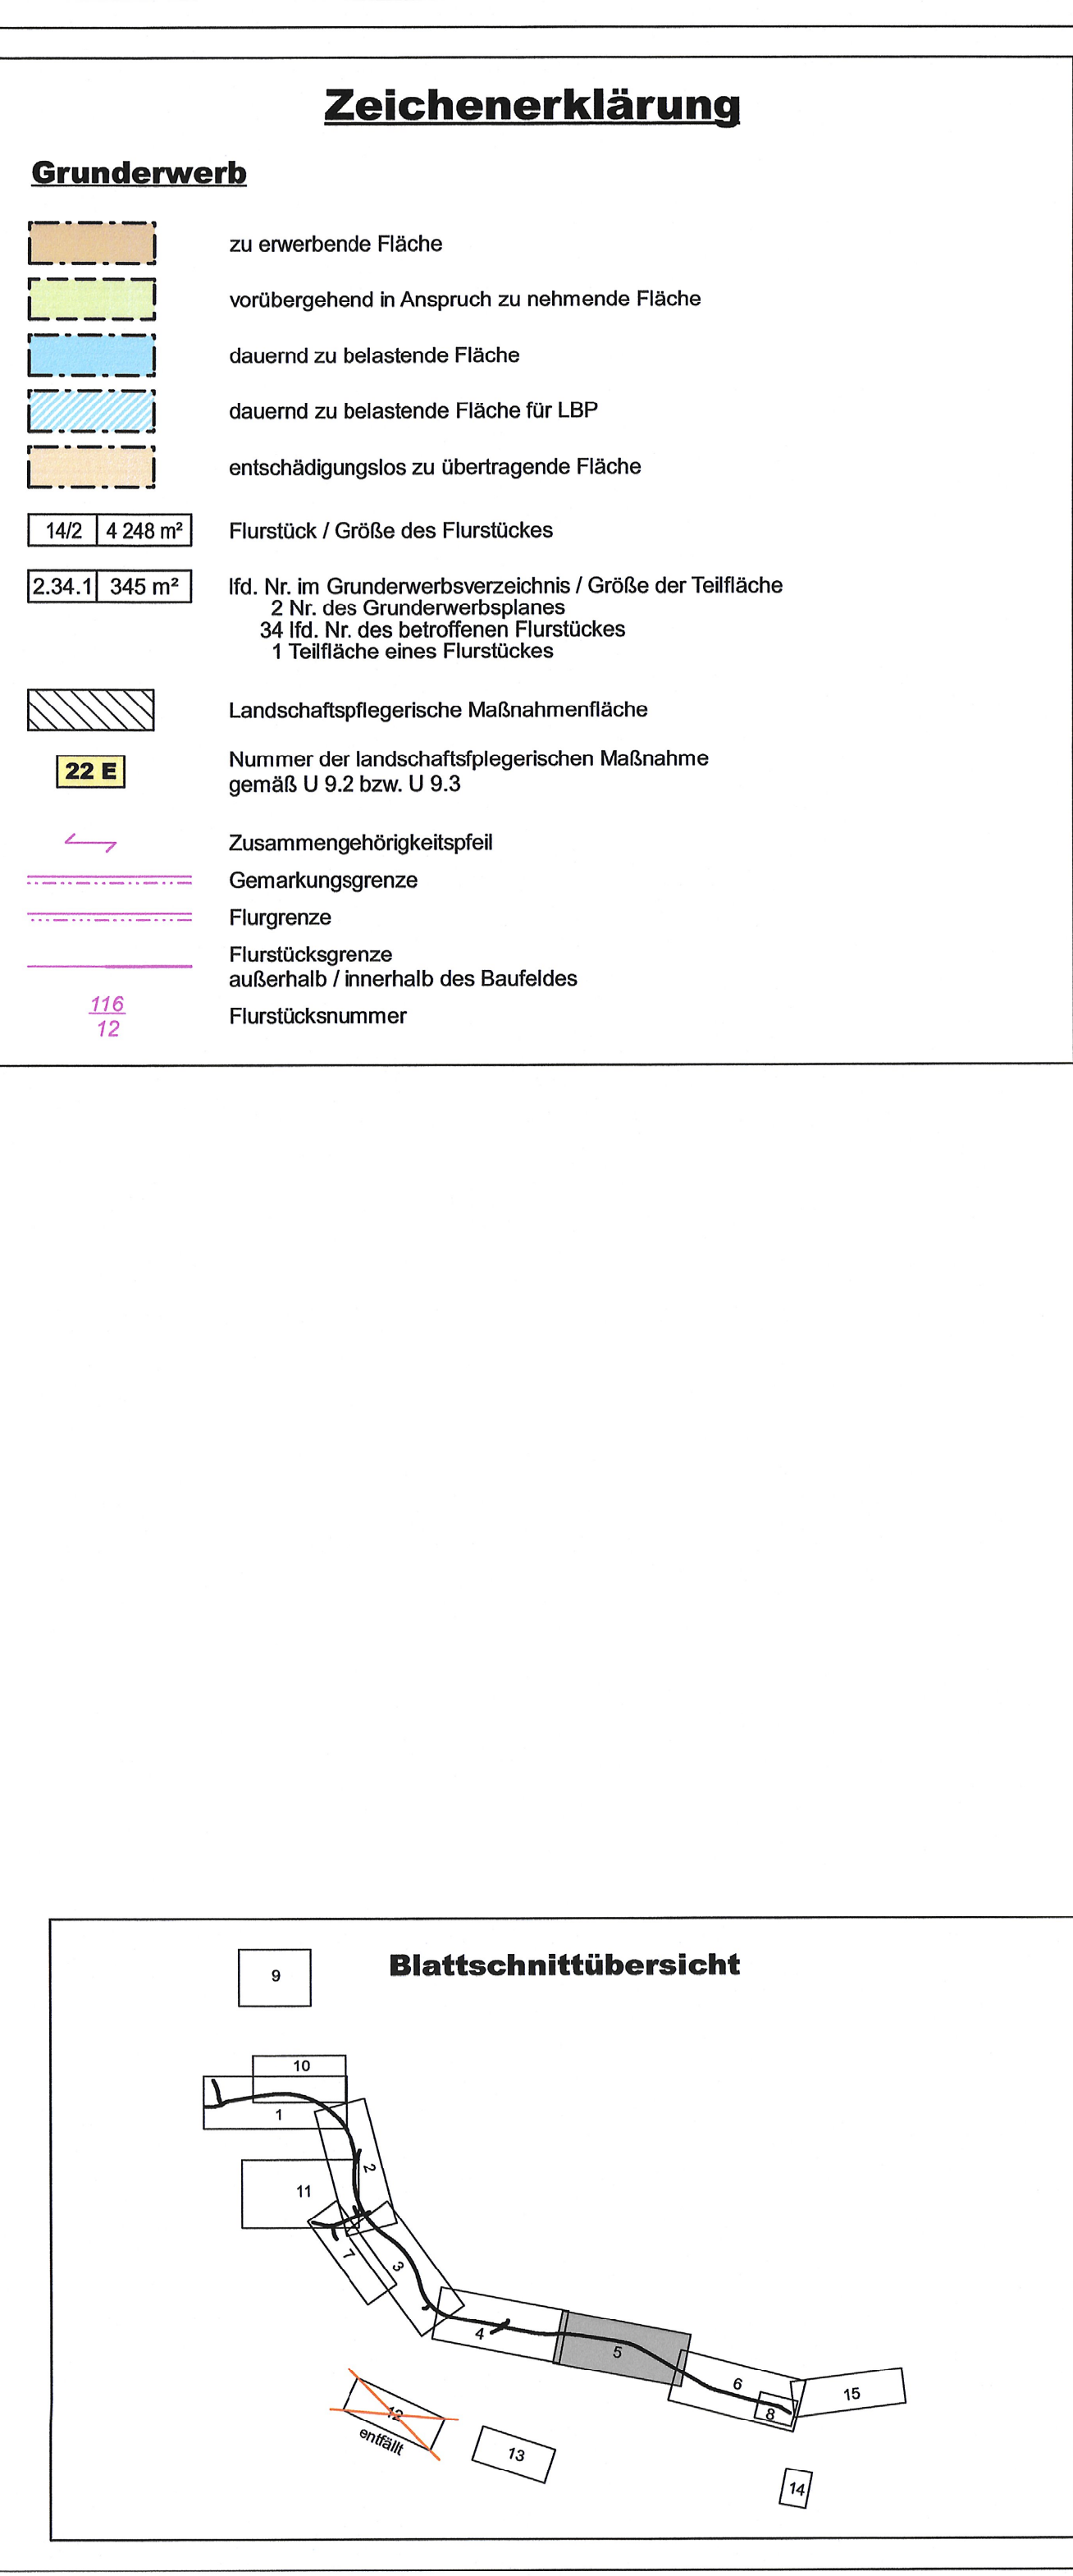 Zeichenerklärung
Grunderwerb
zu erwerbende Fläche
vorübergehend in Anspruch zu nehmende Fläche
dauernd zu belastende Fläche
dauernd zu belastende Fläche für LBP
entschädigungslos zu übertragende Fläche
14/2 4 248 m² Flurstück / Größe des Flurstückes
2.34.1 345 m² lfd. Nr. im Grunderwerbsverzeichnis / Größe der Teilfläche
2 Nr. des Grunderwerbsplanes
34 lfd. Nr. des betroffenen Flurstückes
1 Teilfläche eines Flurstückes
Landschaftspflegerische Maßnahmenfläche
22 E Nummer der landschaftsfplegerischen Maßnahme
gemäß U 9.2 bzw. U 9.3
Zusammengehörigkeitspfeil
Gemarkungsgrenze
Flurgrenze
Flurstücksgrenze
außerhalb / innerhalb des Baufeldes
116
12
Flurstücksnummer
Blattschnittübersicht
9
10
1
2
11
7
3
4
5
6
15
8
12
entfällt
13
14